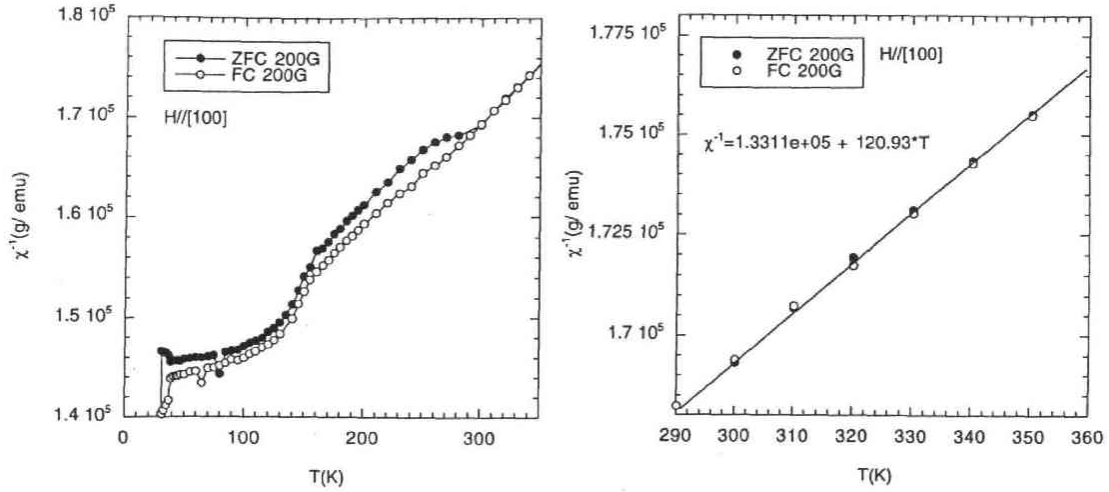 1.8 10⁵
ZFC 200G
FC 200G
H//[100]
1.7 10⁵
1.6 10⁵
χ⁻¹(g/ emu)
1.5 10⁵
1.4 10⁵
0
100
200
300
T(K)
1.775 10⁵
ZFC 200G
H//[100]
FC 200G
1.75 10⁵
χ⁻¹=1.3311e+05 + 120.93*T
1.725 10⁵
χ⁻¹(g/ emu)
1.7 10⁵
290 300 310 320 330 340 350 360
T(K)